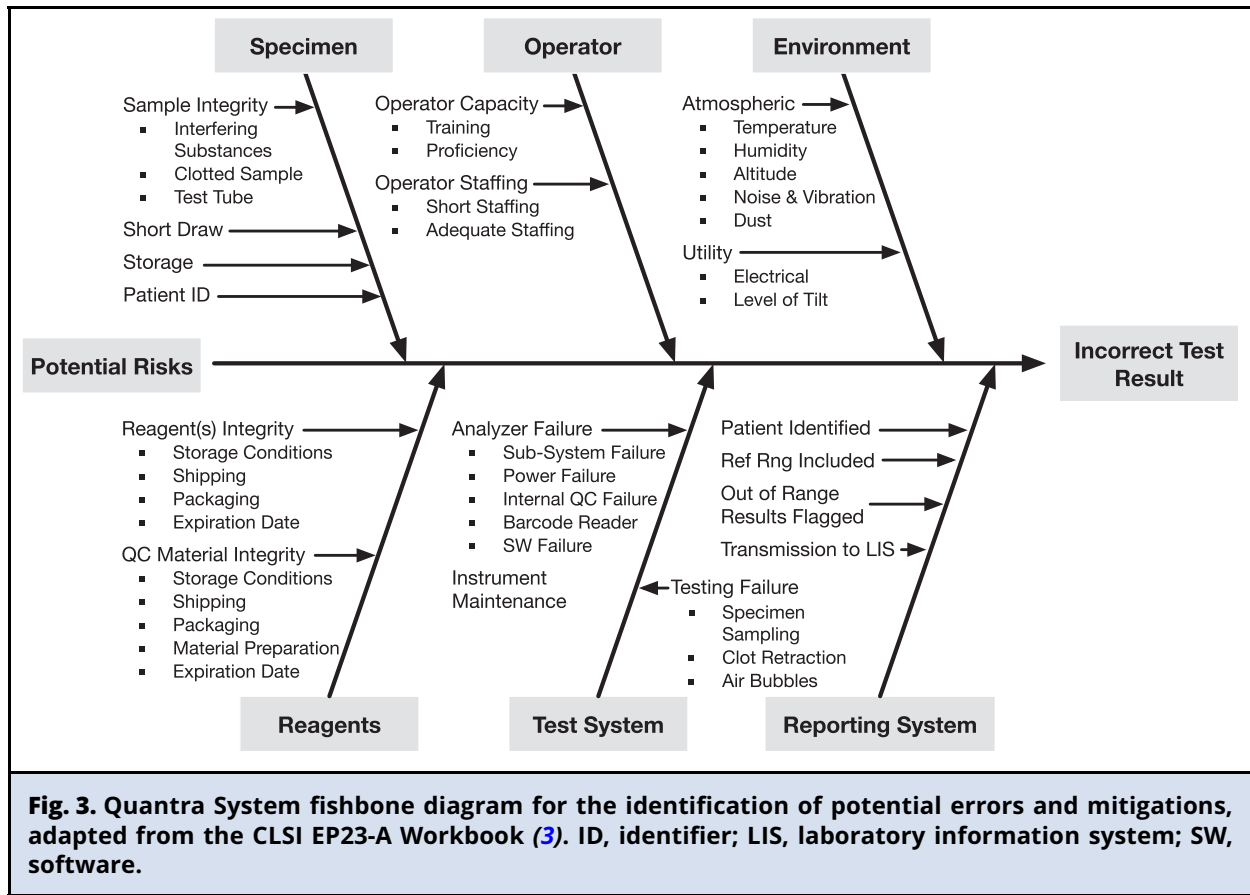 Specimen
Operator
Environment
Sample Integrity
▪ Interfering
Substances
▪ Clotted Sample
▪ Test Tube
Short Draw
Storage
Patient ID
Operator Capacity
▪ Training
▪ Proficiency
Operator Staffing
▪ Short Staffing
▪ Adequate Staffing
Atmospheric
▪ Temperature
▪ Humidity
▪ Altitude
▪ Noise & Vibration
▪ Dust
Utility
▪ Electrical
▪ Level of Tilt
Potential Risks
Incorrect Test
Result
Reagent(s) Integrity
▪ Storage Conditions
▪ Shipping
▪ Packaging
▪ Expiration Date
QC Material Integrity
▪ Storage Conditions
▪ Shipping
▪ Packaging
▪ Material Preparation
▪ Expiration Date
Analyzer Failure
▪ Sub-System Failure
▪ Power Failure
▪ Internal QC Failure
▪ Barcode Reader
▪ SW Failure
Instrument
Maintenance
Testing Failure
▪ Specimen
Sampling
▪ Clot Retraction
▪ Air Bubbles
Patient Identified
Ref Rng Included
Out of Range
Results Flagged
Transmission to LIS
Reagents
Test System
Reporting System
Fig. 3. Quantra System fishbone diagram for the identification of potential errors and mitigations,
adapted from the CLSI EP23-A Workbook (3). ID, identifier; LIS, laboratory information system; SW,
software.